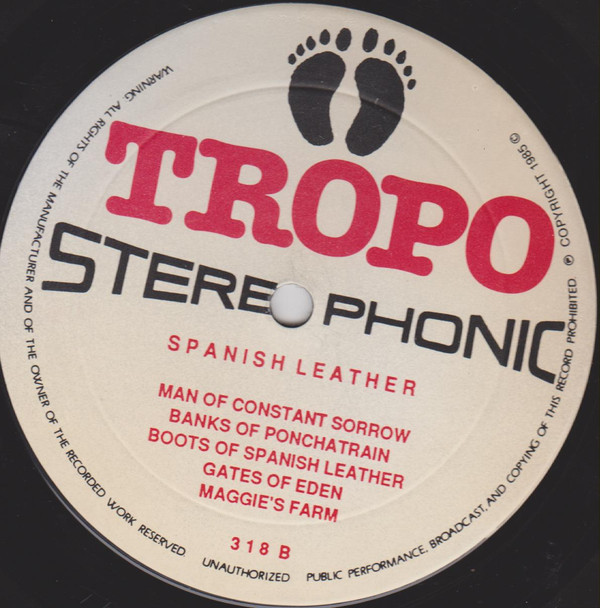 TROPO
STEREOPHONIC
SPANISH LEATHER
MAN OF CONSTANT SORROW
BANKS OF PONCHATRAIN
BOOTS OF SPANISH LEATHER
GATES OF EDEN
MAGGIE'S FARM
318 B
WARNING. ALL RIGHTS OF THE MANUFACTURER AND OF THE OWNER OF THE RECORDED WORK RESERVED UNAUTHORIZED PUBLIC PERFORMANCE, BROADCAST, AND COPYING OF THIS RECORD PROHIBITED ℗ COPYRIGHT 1985 ©